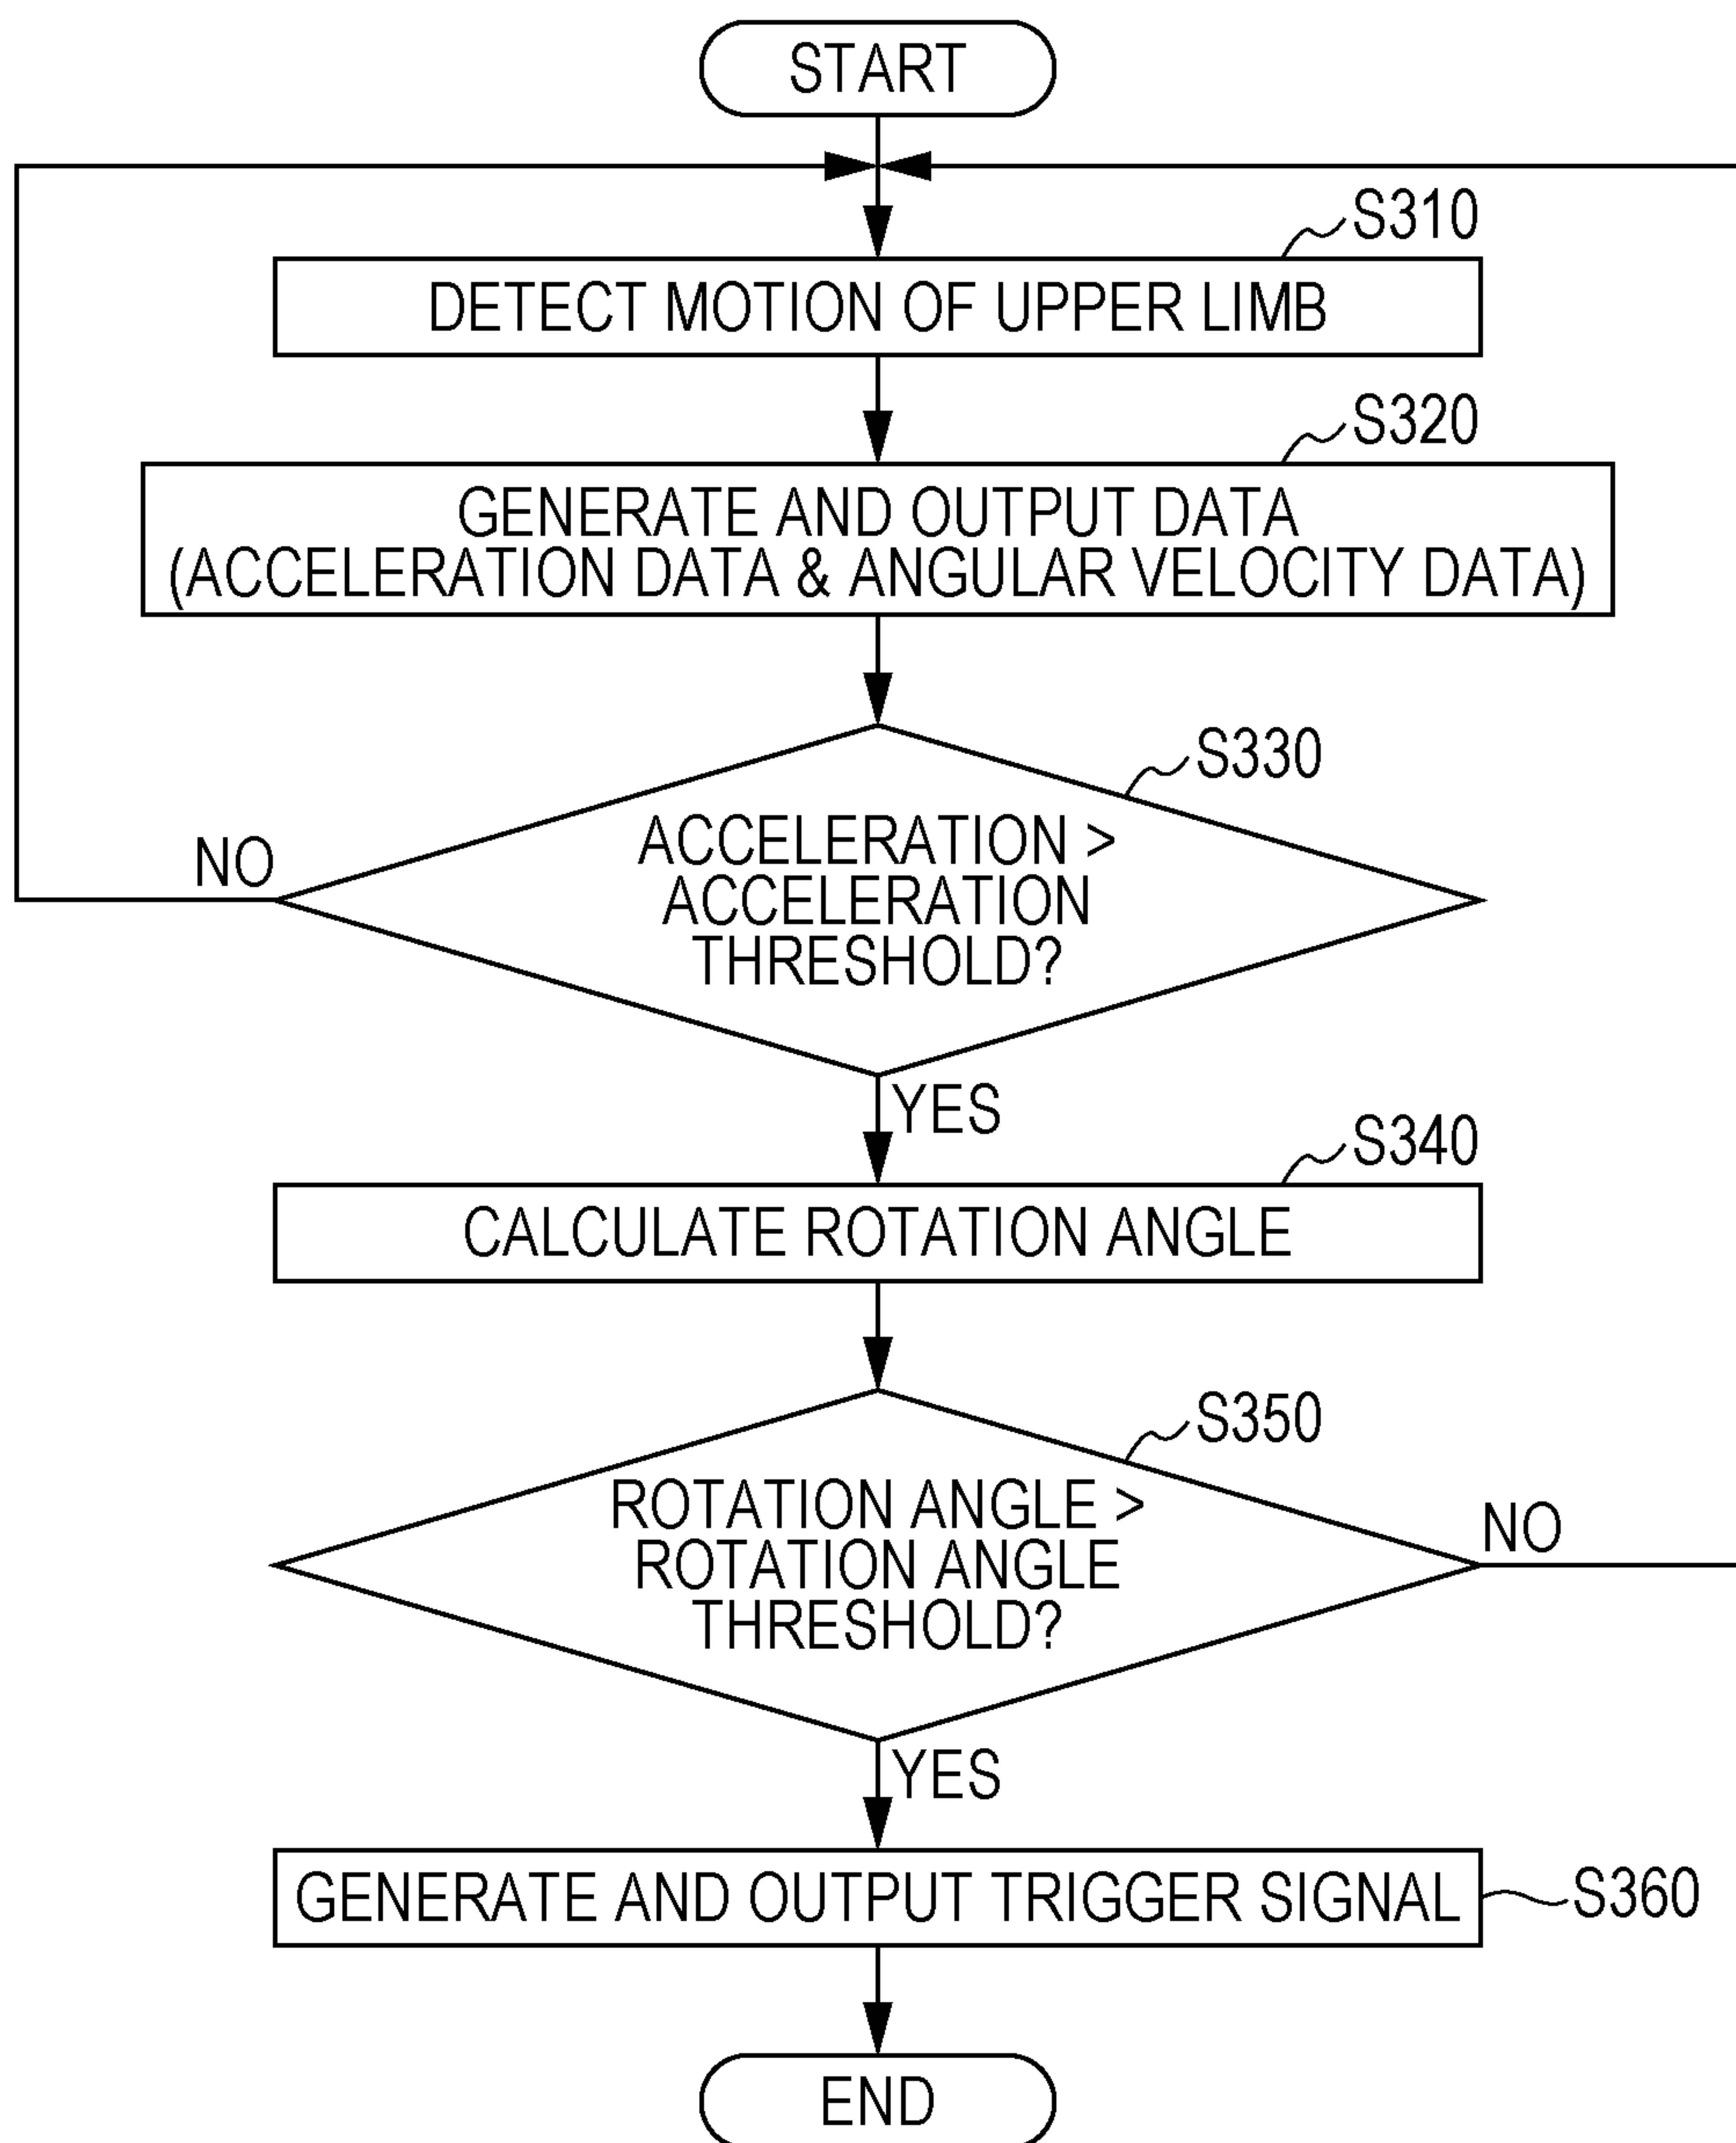 START
S310
DETECT MOTION OF UPPER LIMB
S320
GENERATE AND OUTPUT DATA
(ACCELERATION DATA & ANGULAR VELOCITY DATA)
S330
ACCELERATION >
ACCELERATION
THRESHOLD?
NO
YES
S340
CALCULATE ROTATION ANGLE
S350
ROTATION ANGLE >
ROTATION ANGLE
THRESHOLD?
NO
YES
GENERATE AND OUTPUT TRIGGER SIGNAL
S360
END